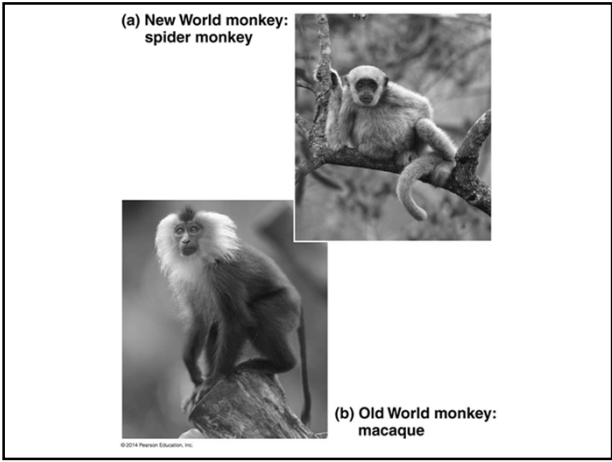 (a) New World monkey:
spider monkey
(b) Old World monkey:
macaque
© 2014 Pearson Education, Inc.